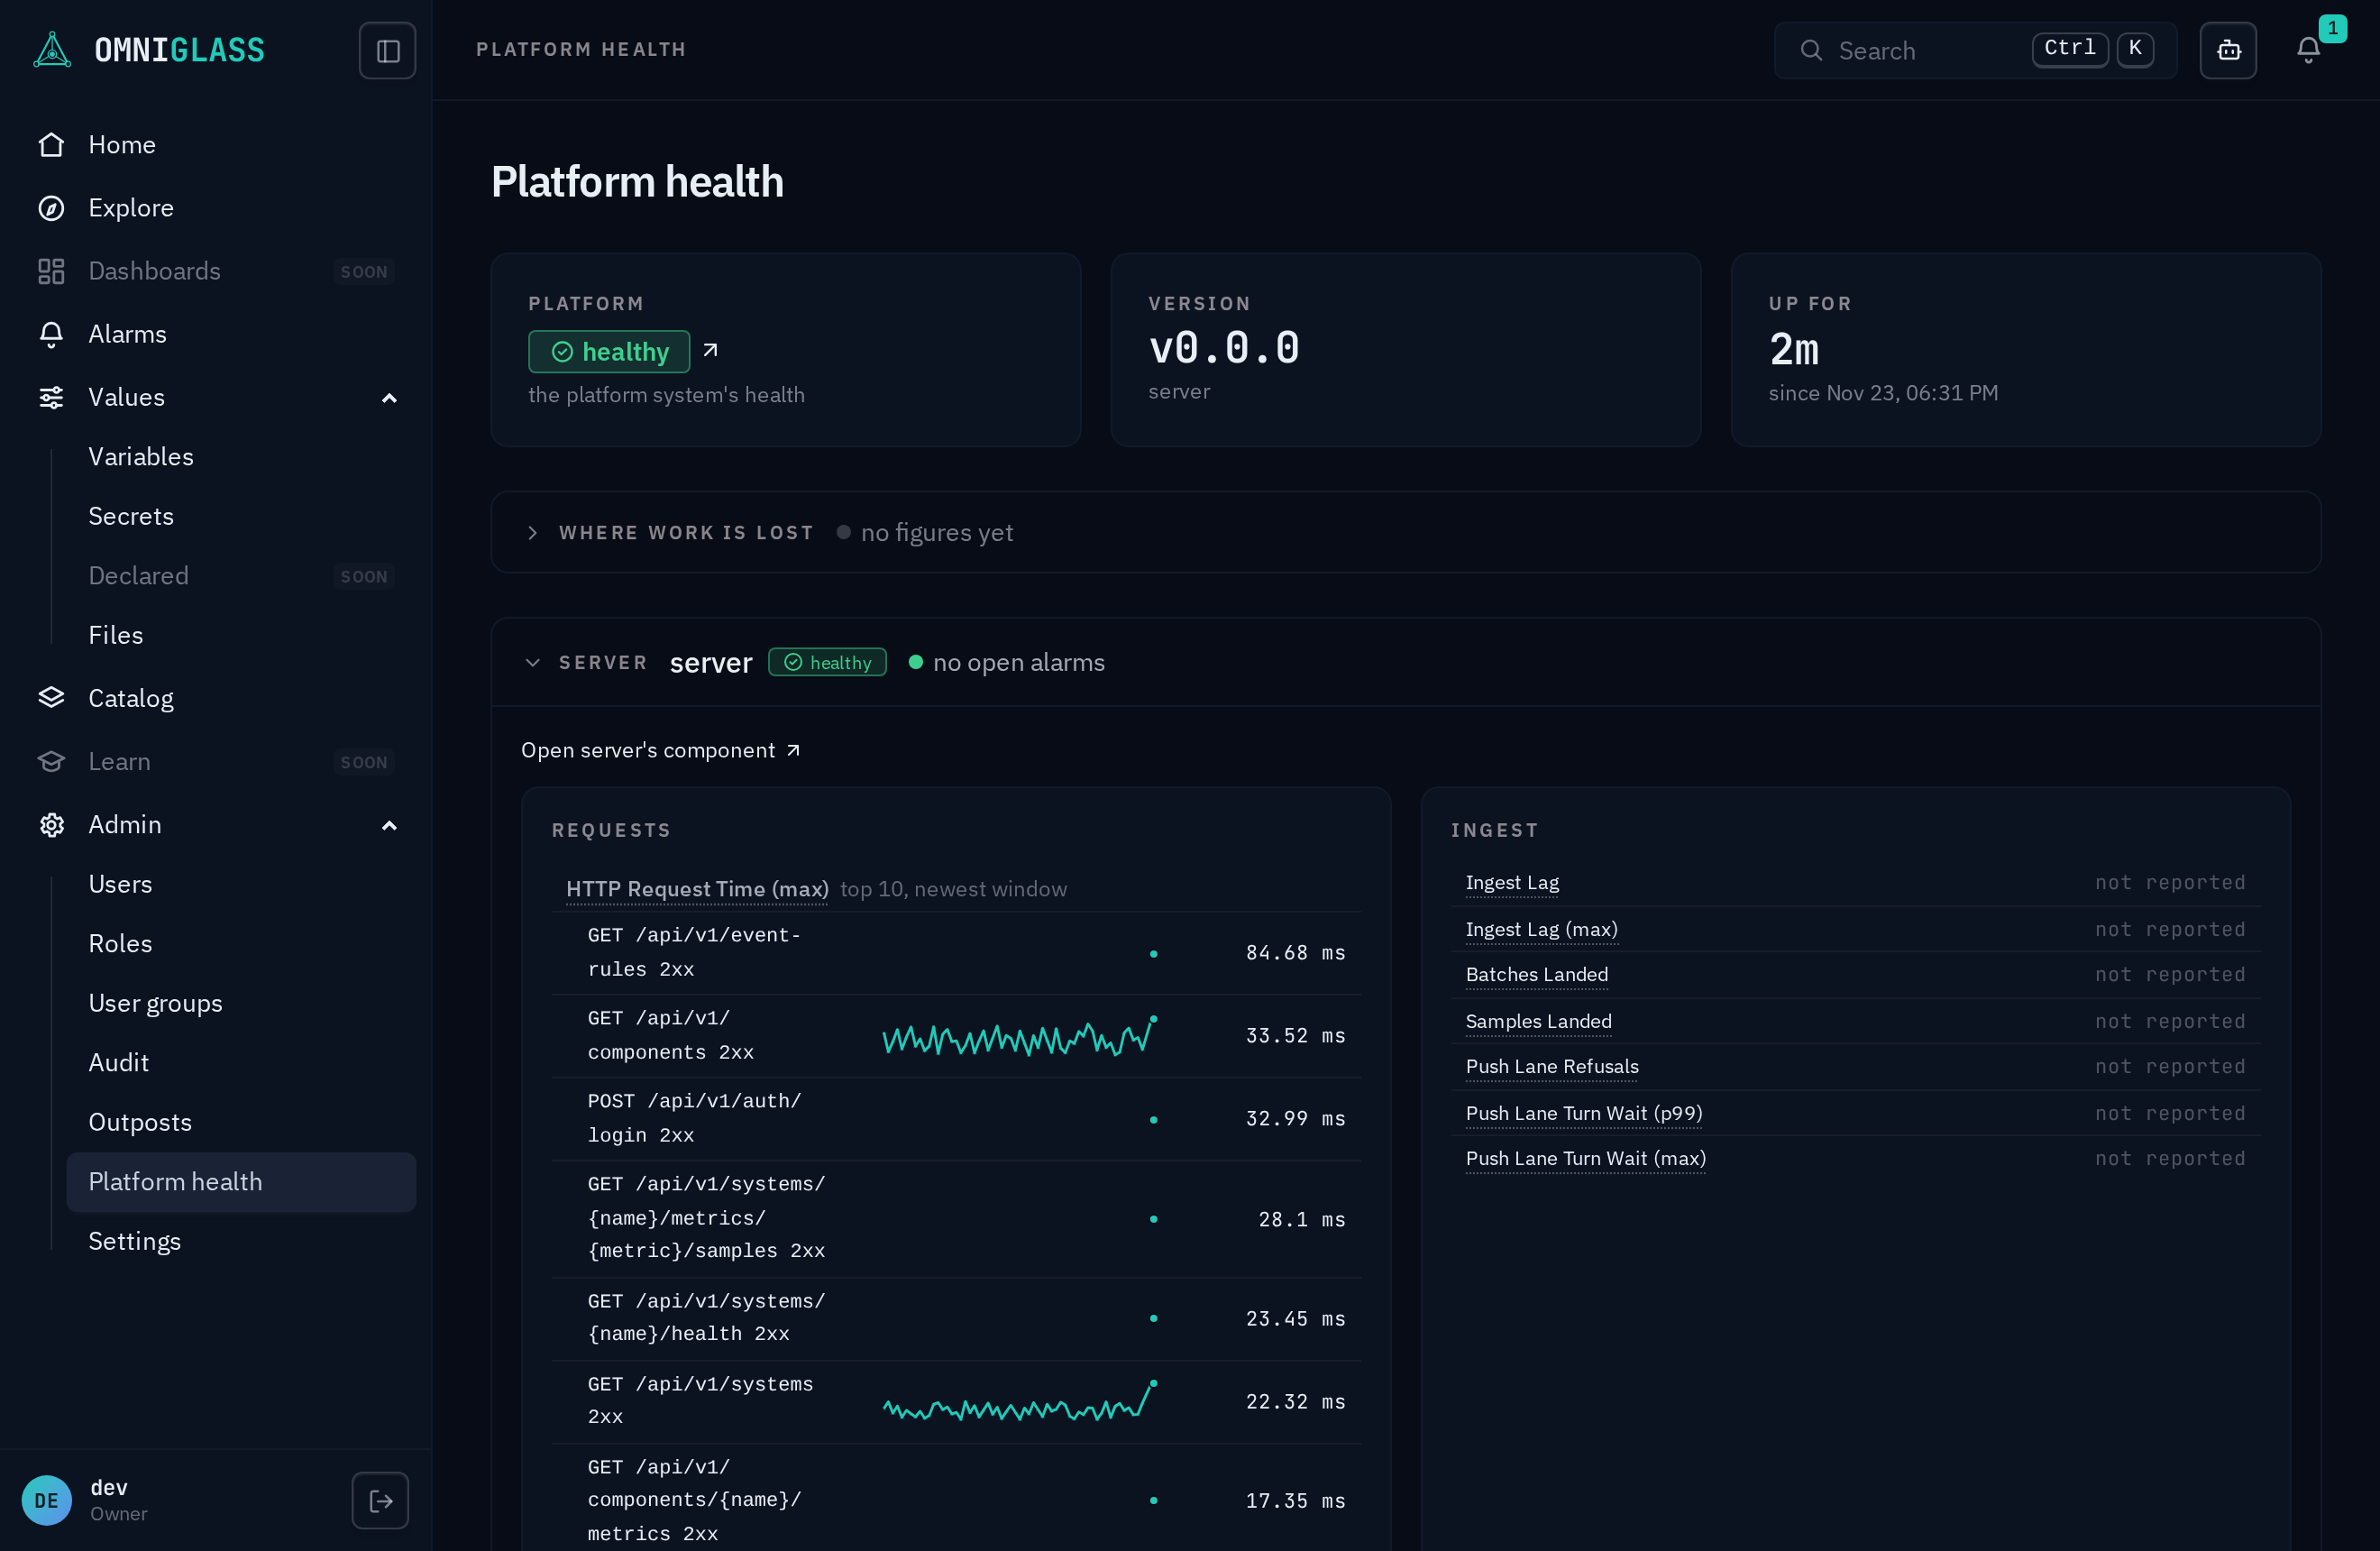 OMNIGLASS
Home
Explore
Dashboards SOON
Alarms
Values
Variables
Secrets
Declared SOON
Files
Catalog
Learn SOON
Admin
Users
Roles
User groups
Audit
Outposts
Platform health
Settings
DE
dev
Owner
PLATFORM HEALTH
Search Ctrl K
1
Platform health
PLATFORM
healthy
the platform system's health
VERSION
v0.0.0
server
UP FOR
2m
since Nov 23, 06:31 PM
WHERE WORK IS LOST no figures yet
SERVER server healthy no open alarms
Open server's component
REQUESTS
HTTP Request Time (max) top 10, newest window
GET /api/v1/event-
rules 2xx
84.68 ms
GET /api/v1/
components 2xx
33.52 ms
POST /api/v1/auth/
login 2xx
32.99 ms
GET /api/v1/systems/
{name}/metrics/
{metric}/samples 2xx
28.1 ms
GET /api/v1/systems/
{name}/health 2xx
23.45 ms
GET /api/v1/systems
2xx
22.32 ms
GET /api/v1/
components/{name}/
metrics 2xx
17.35 ms
INGEST
Ingest Lag not reported
Ingest Lag (max) not reported
Batches Landed not reported
Samples Landed not reported
Push Lane Refusals not reported
Push Lane Turn Wait (p99) not reported
Push Lane Turn Wait (max) not reported